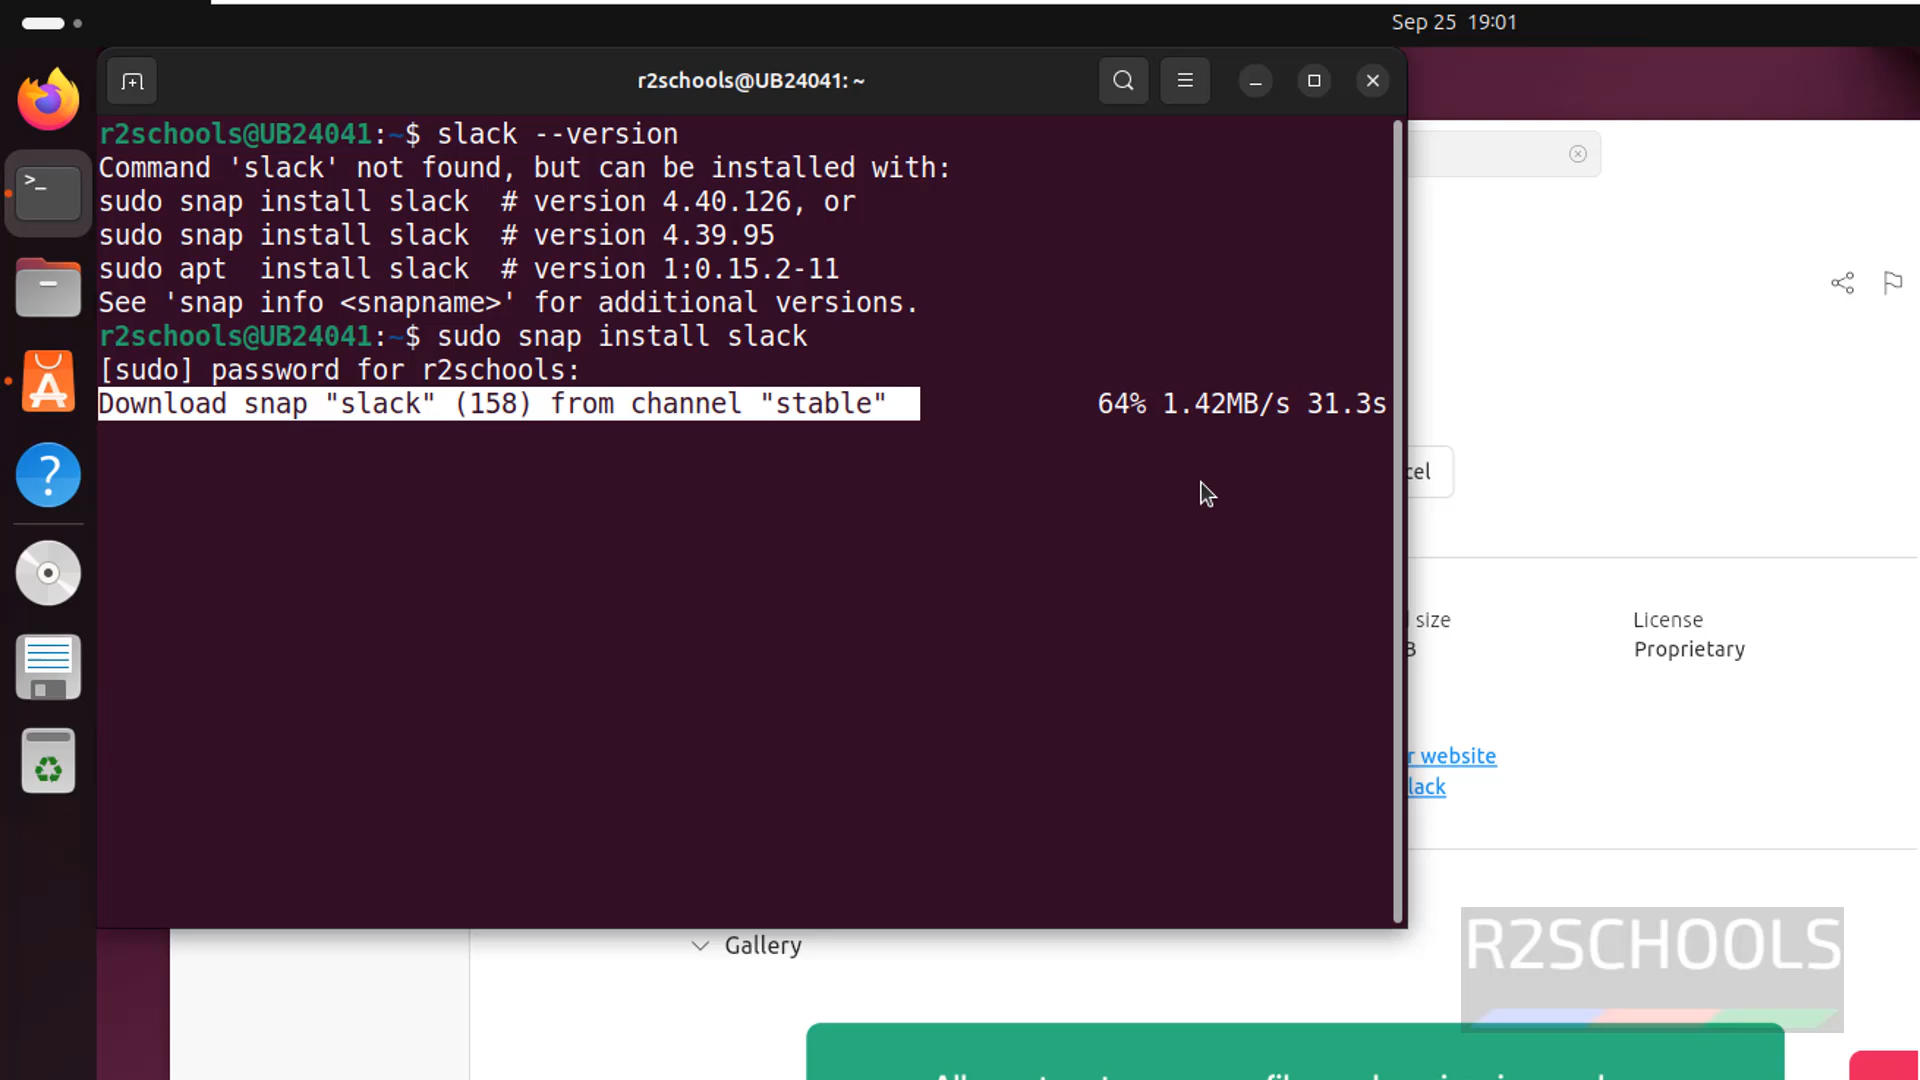 Sep 25 19:01
r2schools@UB24041: ~
r2schools@UB24041:~$ slack --version
Command 'slack' not found, but can be installed with:
sudo snap install slack  # version 4.40.126, or
sudo snap install slack  # version 4.39.95
sudo apt  install slack  # version 1:0.15.2-11
See 'snap info <snapname>' for additional versions.
r2schools@UB24041:~$ sudo snap install slack
[sudo] password for r2schools:
Download snap "slack" (158) from channel "stable" 64% 1.42MB/s 31.3s
cel
size
License
B
Proprietary
r website
lack
Gallery
R2SCHOOLS